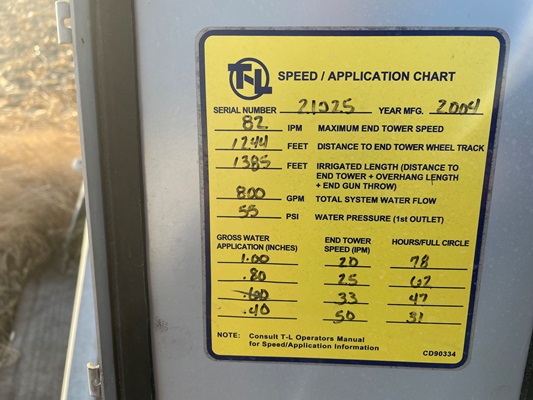 T-L SPEED / APPLICATION CHART
SERIAL NUMBER 21025 YEAR MFG. 2004
82 IPM MAXIMUM END TOWER SPEED
1244 FEET DISTANCE TO END TOWER WHEEL TRACK
1385 FEET IRRIGATED LENGTH (DISTANCE TO
END TOWER + OVERHANG LENGTH
+ END GUN THROW)
800 GPM TOTAL SYSTEM WATER FLOW
55 PSI WATER PRESSURE (1st OUTLET)
GROSS WATER END TOWER HOURS/FULL CIRCLE
APPLICATION (INCHES) SPEED (IPM)
1.00 20 78
.80 25 62
.60 33 47
.40 50 31
NOTE: Consult T-L Operators Manual
for Speed/Application Information
CD90334